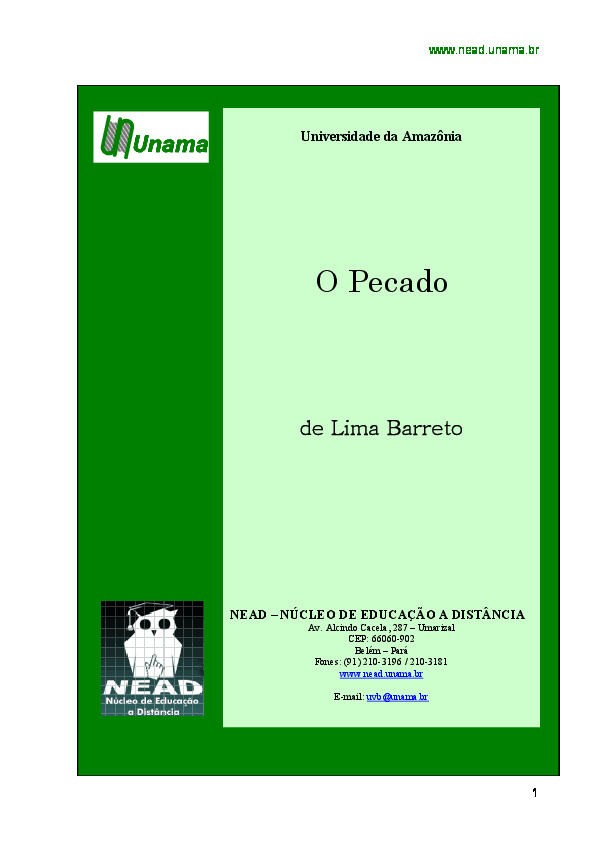 www.nead.unama.br
Unama
Universidade da Amazônia
O Pecado
de Lima Barreto
NEAD – NÚCLEO DE EDUCAÇÃO A DISTÂNCIA
Av. Alcindo Cacela, 287 – Umarizal
CEP: 66060-902
Belém – Pará
Fones: (91) 210-3196 / 210-3181
www.nead.unama.br
E-mail: uvb@unama.br
NEAD
Núcleo de Educação
a Distância
1